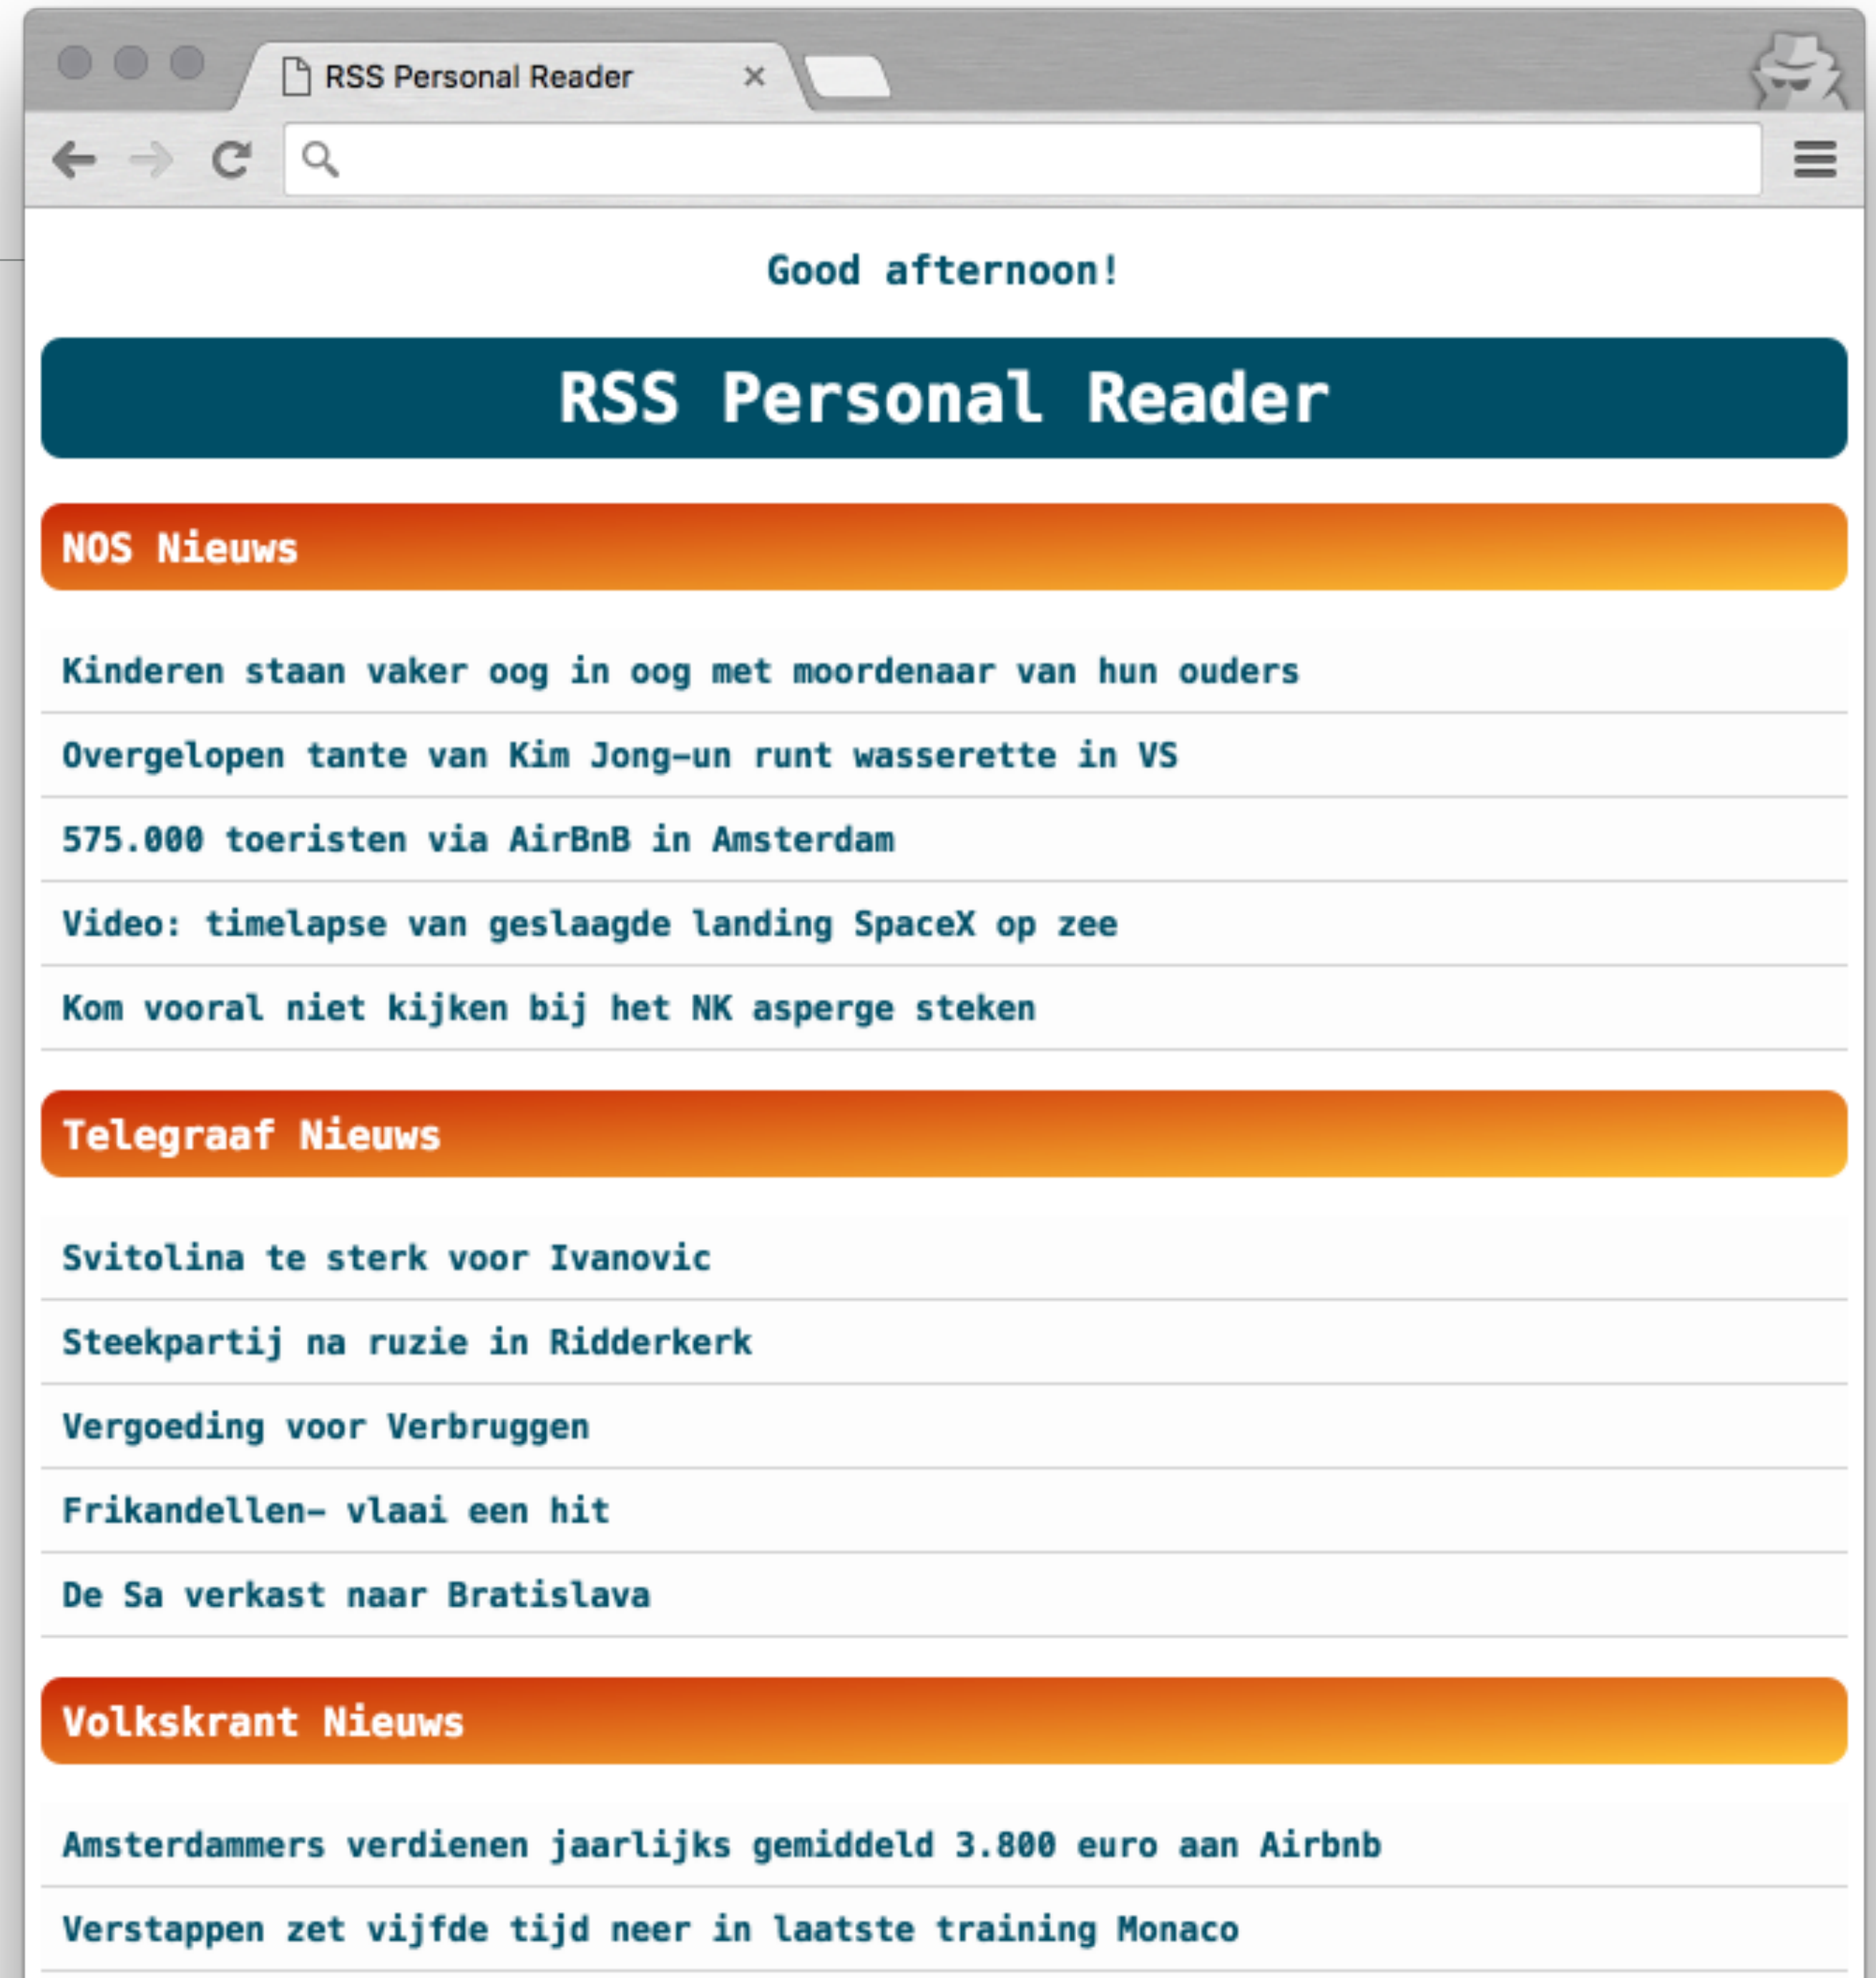 RSS Personal Reader
Good afternoon!
RSS Personal Reader
NOS Nieuws
Kinderen staan vaker oog in oog met moordenaar van hun ouders
Overgelopen tante van Kim Jong-un runt wasserette in VS
575.000 toeristen via AirBnB in Amsterdam
Video: timelapse van geslaagde landing SpaceX op zee
Kom vooral niet kijken bij het NK asperge steken
Telegraaf Nieuws
Svitolina te sterk voor Ivanovic
Steekpartij na ruzie in Ridderkerk
Vergoeding voor Verbruggen
Frikandellen- vlaai een hit
De Sa verkast naar Bratislava
Volkskrant Nieuws
Amsterdammers verdienen jaarlijks gemiddeld 3.800 euro aan Airbnb
Verstappen zet vijfde tijd neer in laatste training Monaco